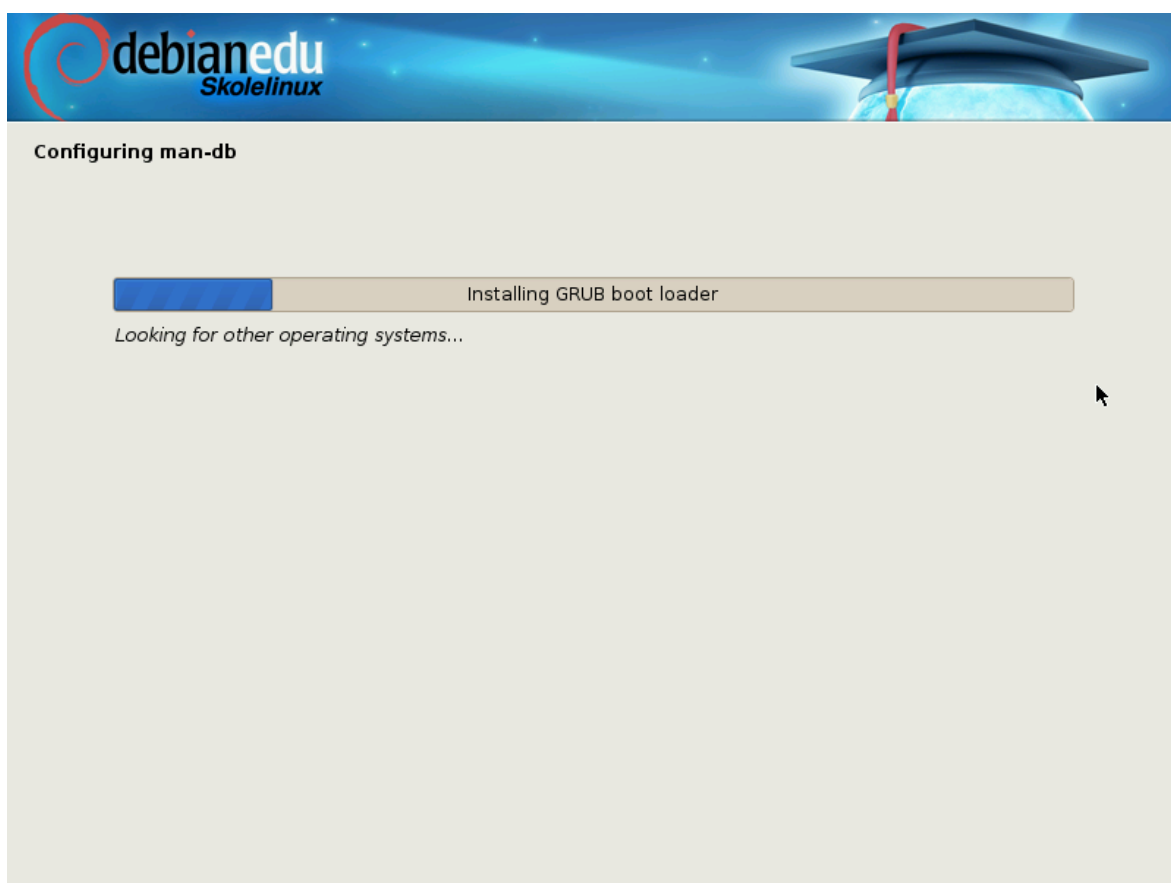 debianedu
Skolelinux
Configuring man-db
Installing GRUB boot loader
Looking for other operating systems...